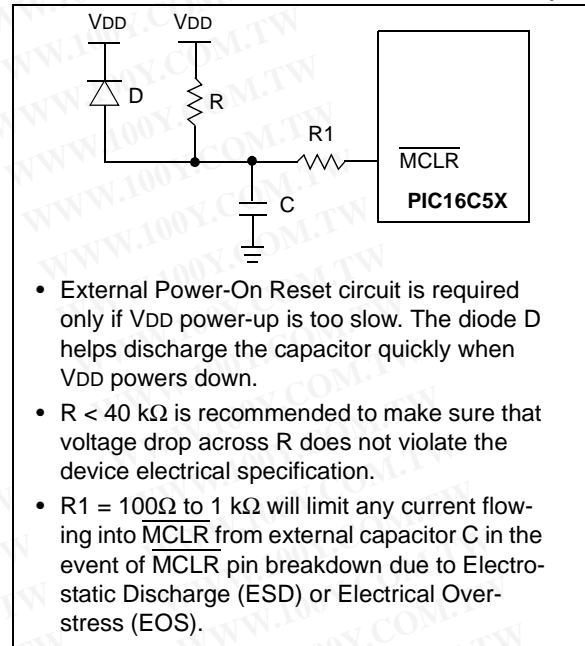 VDD VDD
D R
R1
MCLR
C PIC16C5X
• External Power-On Reset circuit is required
only if VDD power-up is too slow. The diode D
helps discharge the capacitor quickly when
VDD powers down.
• R < 40 kΩ is recommended to make sure that
voltage drop across R does not violate the
device electrical specification.
• R1 = 100Ω to 1 kΩ will limit any current flow-
ing into MCLR from external capacitor C in the
event of MCLR pin breakdown due to Electro-
static Discharge (ESD) or Electrical Over-
stress (EOS).
WWW.100Y.COM.TW